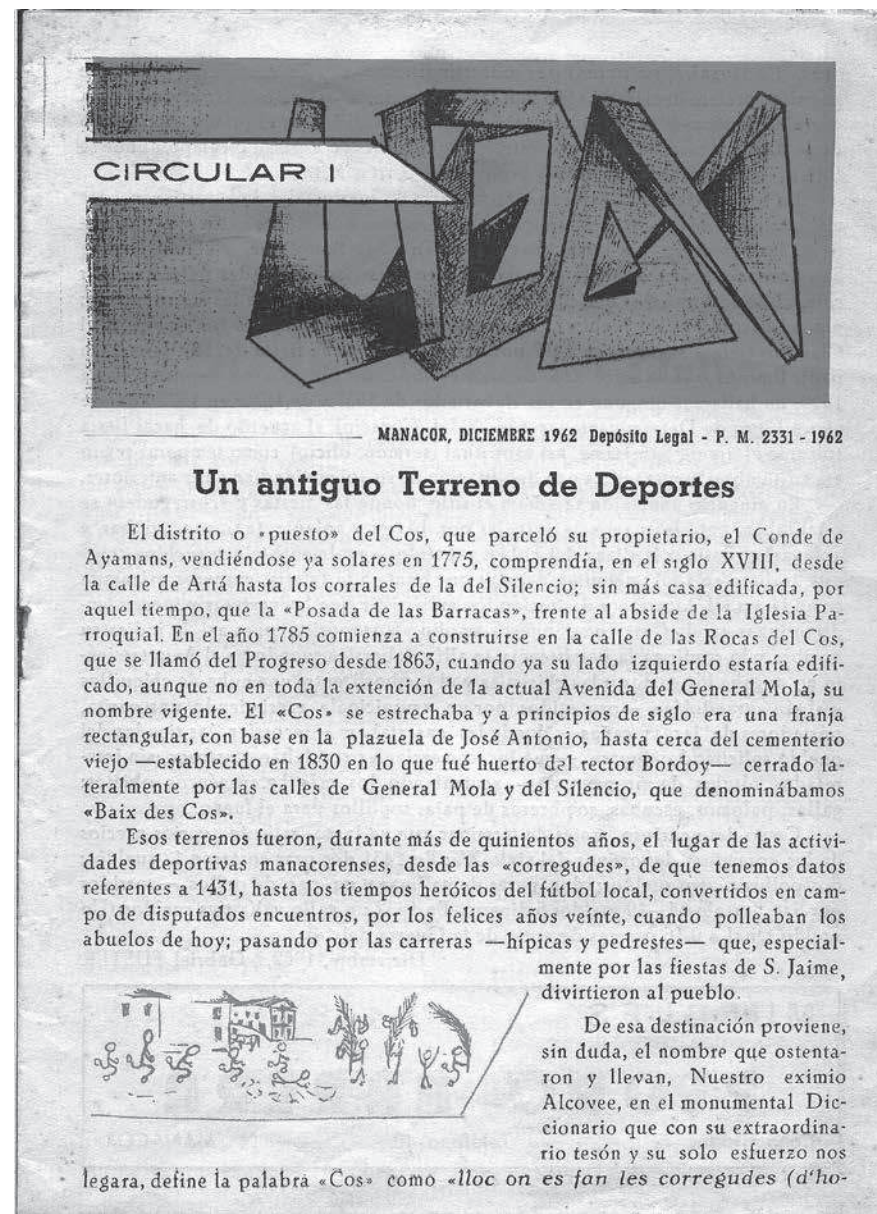 CIRCULAR I
MANACOR, DICIEMBRE 1962 Depósito Legal - P. M. 2331 - 1962
Un antiguo Terreno de Deportes
El distrito o «puesto» del Cos, que parceló su propietario, el Conde de
Ayamans, vendiéndose ya solares en 1775, comprendía, en el siglo XVIII, desde
la calle de Artá hasta los corrales de la del Silencio; sin más casa edificada, por
aquel tiempo, que la «Posada de las Barracas», frente al abside de la Iglesia Pa-
rroquial. En el año 1785 comienza a construirse en la calle de las Rocas del Cos,
que se llamó del Progreso desde 1863, cuando ya su lado izquierdo estaría edifi-
cado, aunque no en toda la extención de la actual Avenida del General Mola, su
nombre vigente. El «Cos» se estrechaba y a principios de siglo era una franja
rectangular, con base en la plazuela de José Antonio, hasta cerca del cementerio
viejo —establecido en 1830 en lo que fué huerto del rector Bordoy— cerrado la-
teralmente por las calles de General Mola y del Silencio, que denominábamos
«Baix des Cos».
Esos terrenos fueron, durante más de quinientos años, el lugar de las activi-
dades deportivas manacorenses, desde las «corregudes», de que tenemos datos
referentes a 1431, hasta los tiempos heróicos del fútbol local, convertidos en cam-
po de disputados encuentros, por los felices años veínte, cuando polleaban los
abuelos de hoy; pasando por las carreras —hípicas y pedrestes— que, especial-
mente por las fiestas de S. Jaime,
divirtieron al pueblo.
De esa destinación proviene,
sin duda, el nombre que ostenta-
ron y llevan, Nuestro eximio
Alcovee, en el monumental Dic-
cionario que con su extraordina-
rio tesón y su solo esfuerzo nos
legara, define la palabra «Cos» como «lloc on es fan les corregudes (d'ho-